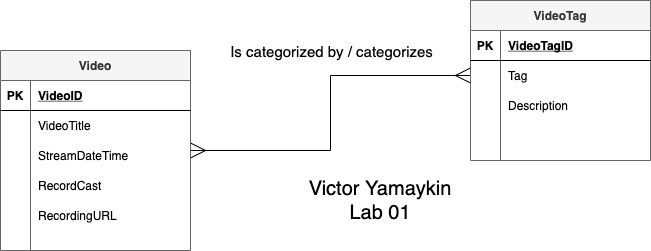 VideoTag
PK VideoTagID
Tag
Description
Is categorized by / categorizes
Video
PK VideoID
VideoTitle
StreamDateTime
RecordCast
RecordingURL
Victor Yamaykin
Lab 01